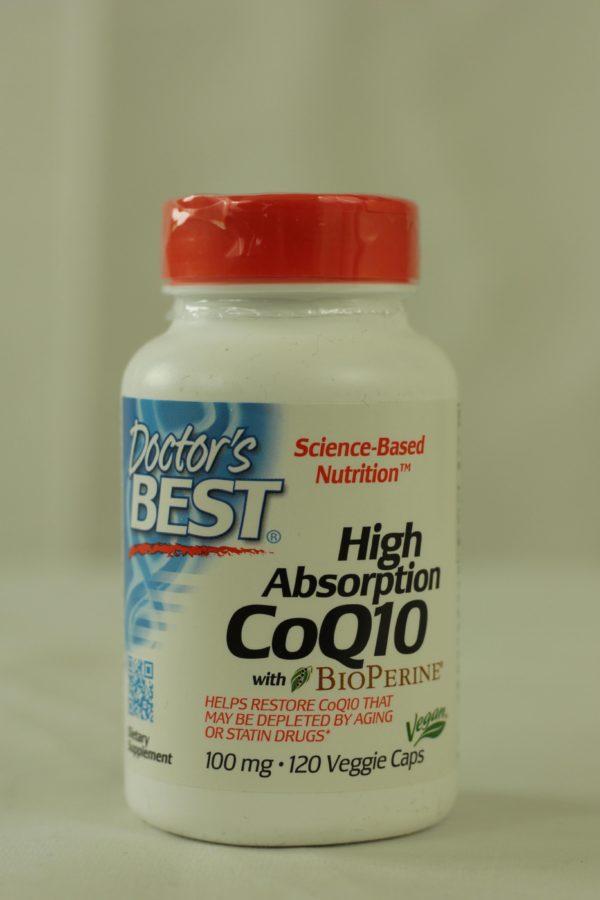 Doctor's
BEST®
Science-Based
Nutrition™
High
Absorption
CoQ10
with BIOPERINE®
HELPS RESTORE CoQ10 THAT
MAY BE DEPLETED BY AGING
OR STATIN DRUGS*
Vegan
Dietary
Supplement
100 mg • 120 Veggie Caps